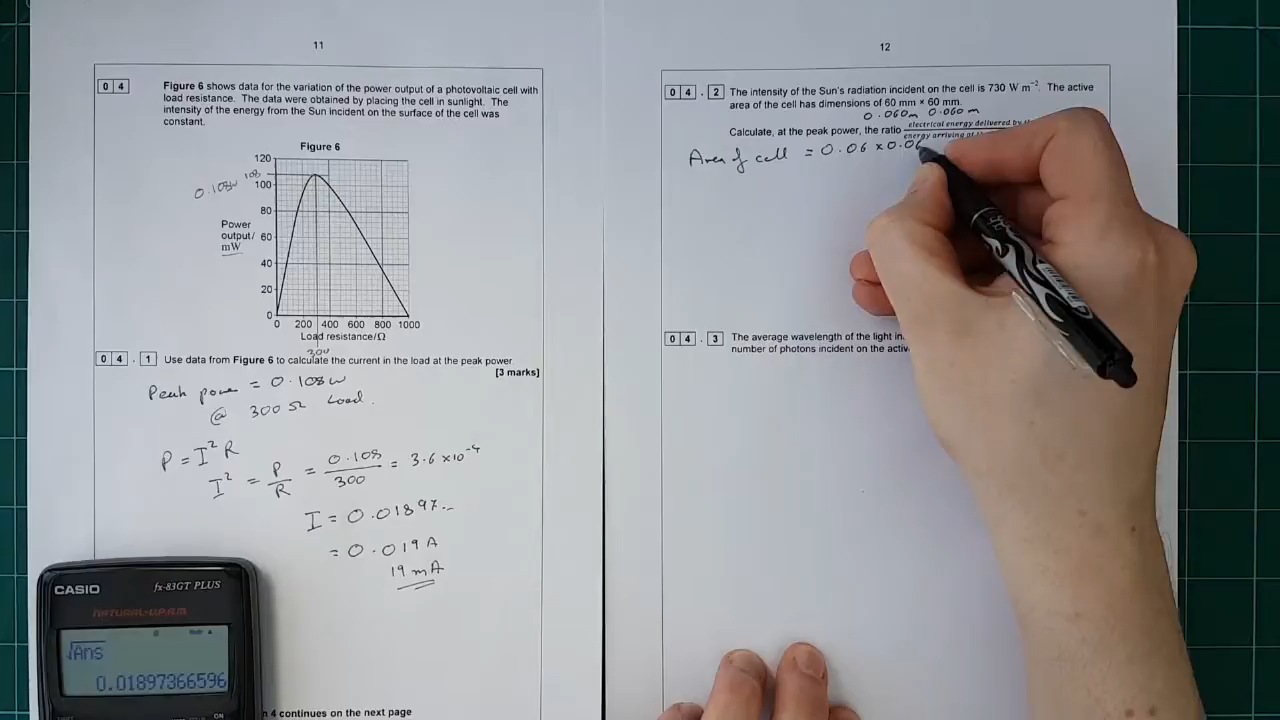 11
0 4 Figure 6 shows data for the variation of the power output of a photovoltaic cell with
load resistance. The data were obtained by placing the cell in sunlight. The
intensity of the energy from the Sun incident on the surface of the cell was
constant.
Figure 6
120
0.108W 108
100
80
Power
output/
mW
60
40
20
0
0 200 400 600 800 1000
Load resistance/Ω
300
0 4 . 1 Use data from Figure 6 to calculate the current in the load at the peak power.
[3 marks]
Peak power = 0.108W
@ 300Ω Load.
P = I² R
I² = P/R = 0.108/300 = 3.6 ×10⁻⁴
I = 0.01897...
= 0.019A
19mA
CASIO fx-83GT PLUS
NATURAL-V.P.A.M.
√Ans
0.01897366596
ON
4 continues on the next page
12
0 4 . 2 The intensity of the Sun's radiation incident on the cell is 730 W m⁻². The active
area of the cell has dimensions of 60 mm × 60 mm.
0.060m 0.060m
Calculate, at the peak power, the ratio electrical energy delivered by
energy arriving at
Area of cell = 0.06 × 0.06
0 4 . 3 The average wavelength of the light
number of photons incident on the